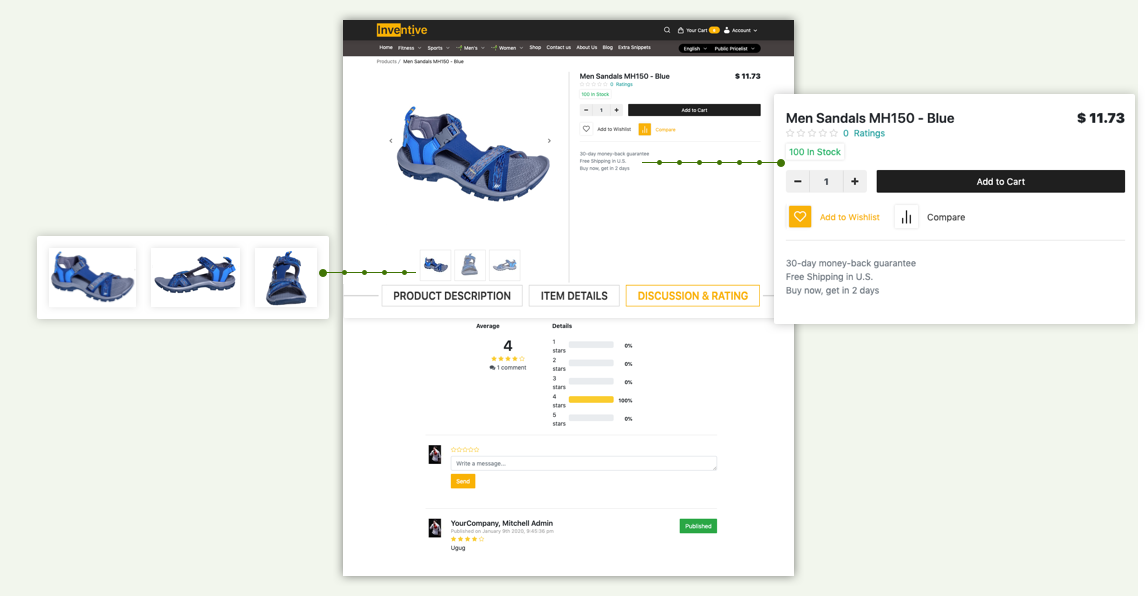 Inventive
Your Cart
Account
Home Fitness Sports Men's Women Shop Contact us About Us Blog Extra Snippets English Public Pricelist
Products / Men Sandals MH150 - Blue
Men Sandals MH150 - Blue $ 11.73
0 Ratings
100 In Stock
- 1 + Add to Cart
Add to Wishlist Compare
30-day money-back guarantee
Free Shipping in U.S.
Buy now, get in 2 days
Men Sandals MH150 - Blue $ 11.73
0 Ratings
100 In Stock
- 1 + Add to Cart
Add to Wishlist Compare
30-day money-back guarantee
Free Shipping in U.S.
Buy now, get in 2 days
PRODUCT DESCRIPTION ITEM DETAILS DISCUSSION & RATING
Average Details
4
1 comment
1 stars 0%
2 stars 0%
3 stars 0%
4 stars 100%
5 stars 0%
Write a message...
Send
YourCompany, Mitchell Admin Published
Published on January 9th 2020, 9:45:36 pm
Ugug